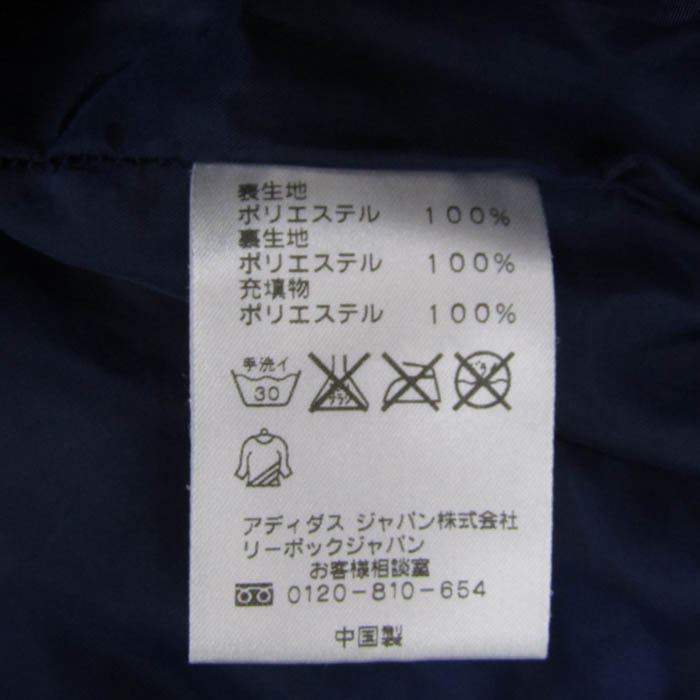 表生地
ポリエステル 100%
裏生地
ポリエステル 100%
充填物
ポリエステル 100%
手洗イ
30
アディダス ジャパン株式会社
リーボックジャパン
お客様相談室
0120-810-654
中国製